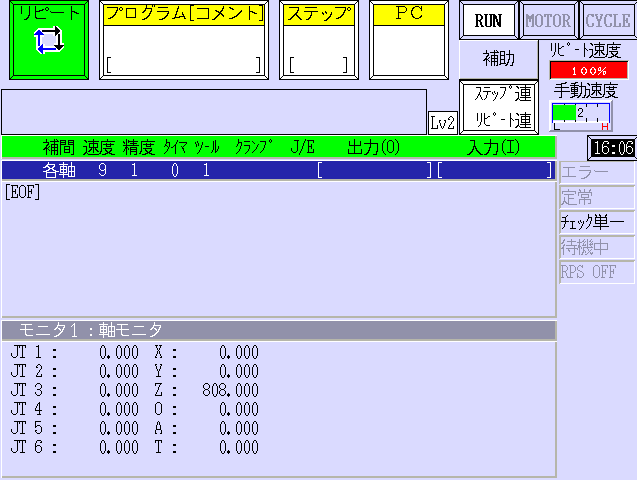 リピート
プログラム[コメント]
[ ]
ステップ
[ ]
PC
RUN
MOTOR
CYCLE
補助
ﾘﾋﾟｰﾄ速度
100%
手動速度
2
H
ｽﾃｯﾌﾟ連
ﾘﾋﾟｰﾄ連
Lv2
補間 速度 精度 ﾀｲﾏ ﾂｰﾙ ｸﾗﾝﾌﾟ J/E 出力(O) 入力(I)
16:06
各軸 9 1 0 1 [ ][ ]
[EOF]
エラー
定常
ﾁｪｯｸ単一
待機中
RPS OFF
モニタ1：軸モニタ
JT 1 : 0.000 X : 0.000
JT 2 : 0.000 Y : 0.000
JT 3 : 0.000 Z : 808.000
JT 4 : 0.000 O : 0.000
JT 5 : 0.000 A : 0.000
JT 6 : 0.000 T : 0.000